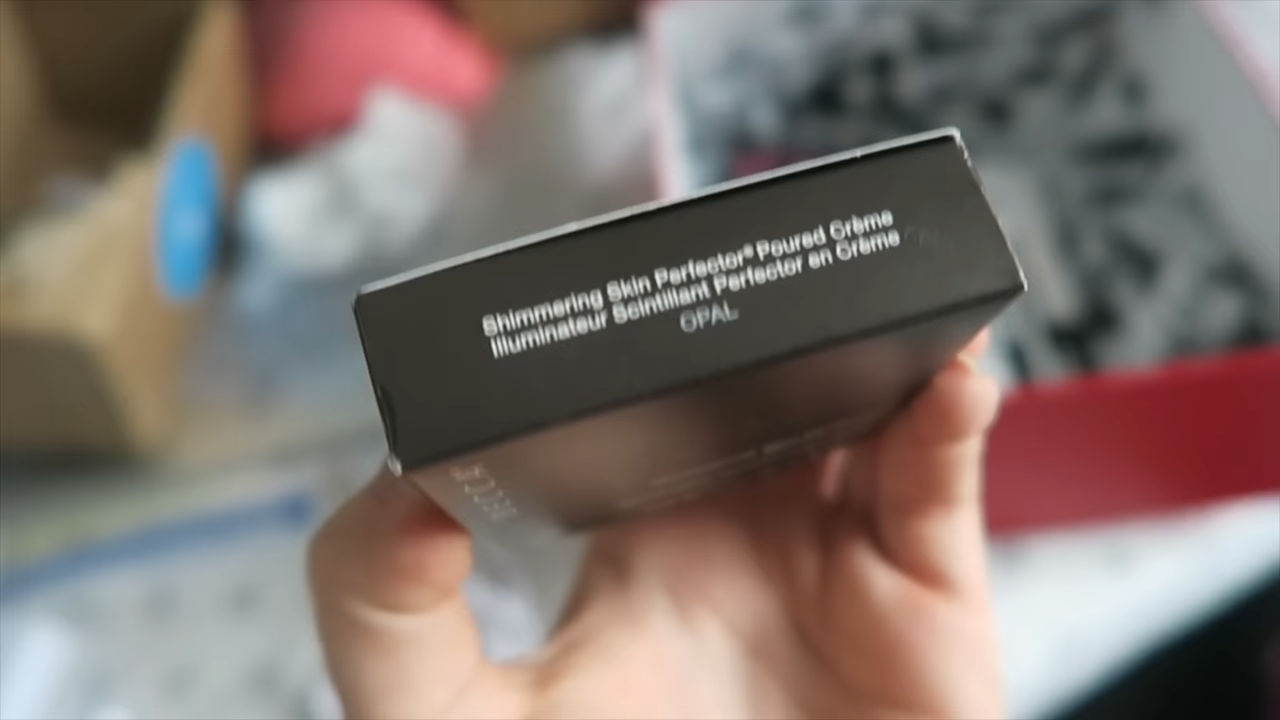 Shimmering Skin Perfector® Poured Crème
Illuminateur Scintillant Perfector en Crème
OPAL